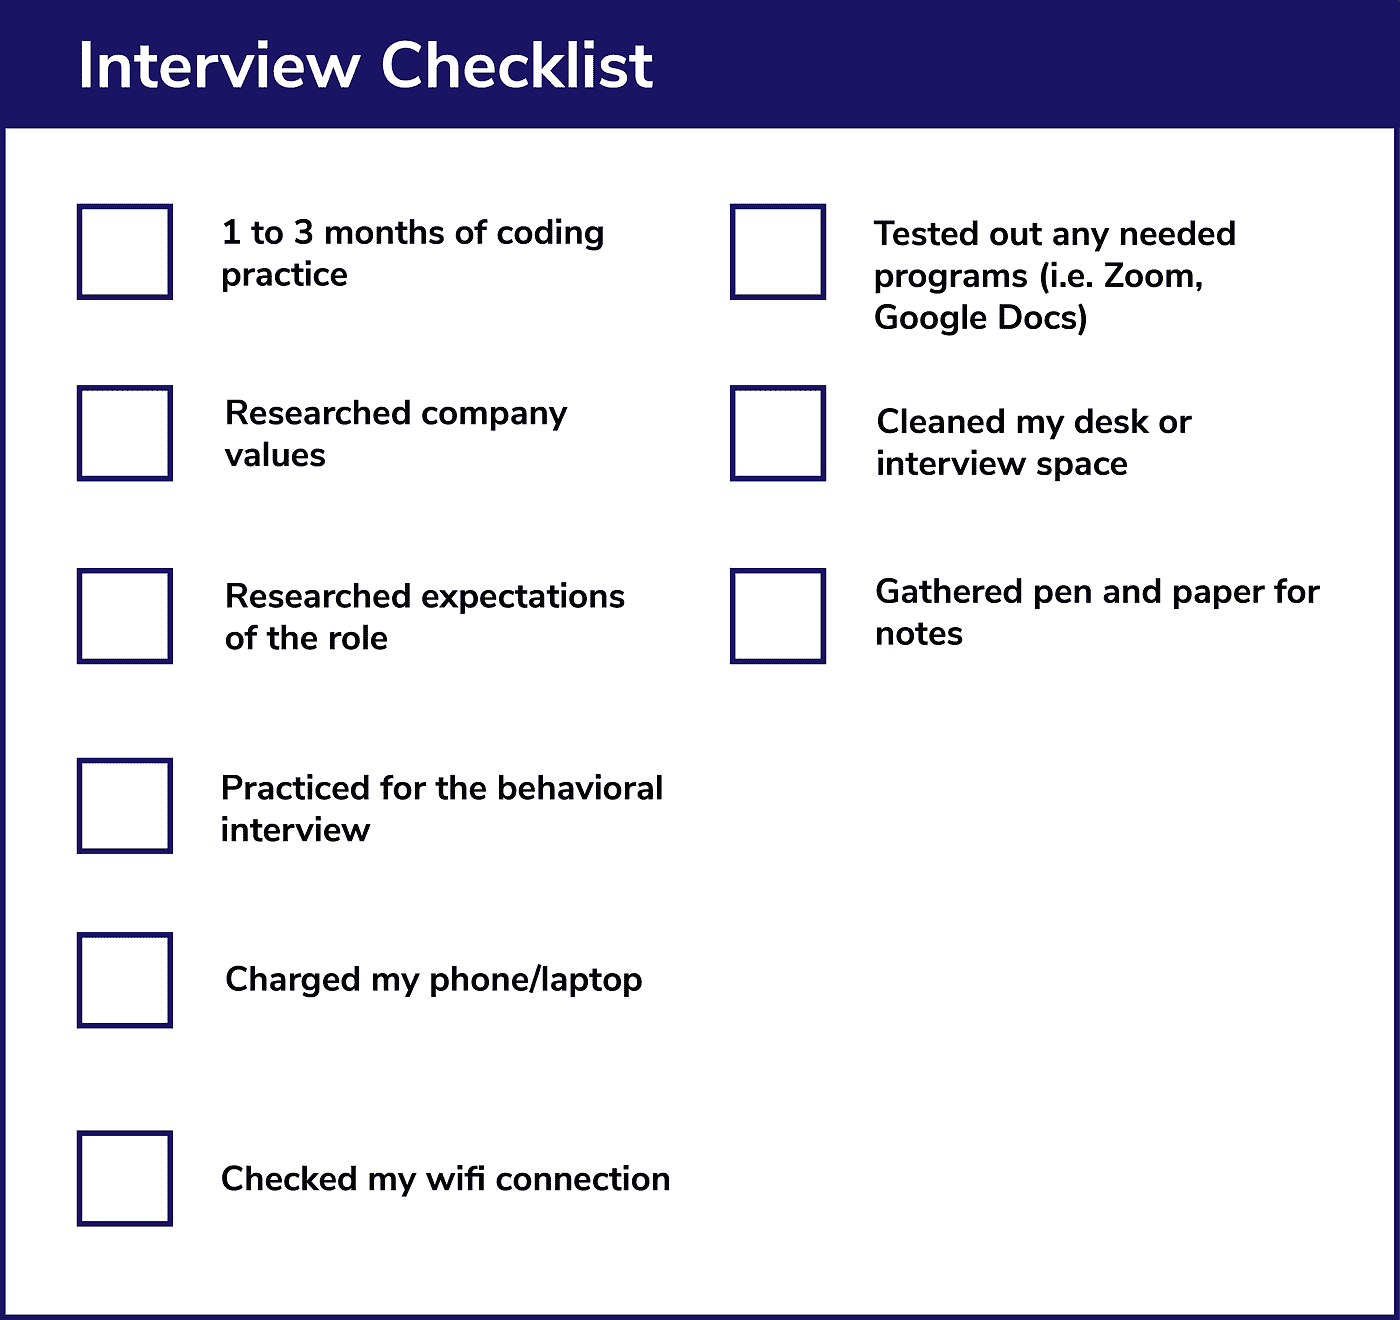 Interview Checklist
1 to 3 months of coding
practice
Researched company
values
Researched expectations
of the role
Practiced for the behavioral
interview
Charged my phone/laptop
Checked my wifi connection
Tested out any needed
programs (i.e. Zoom,
Google Docs)
Cleaned my desk or
interview space
Gathered pen and paper for
notes